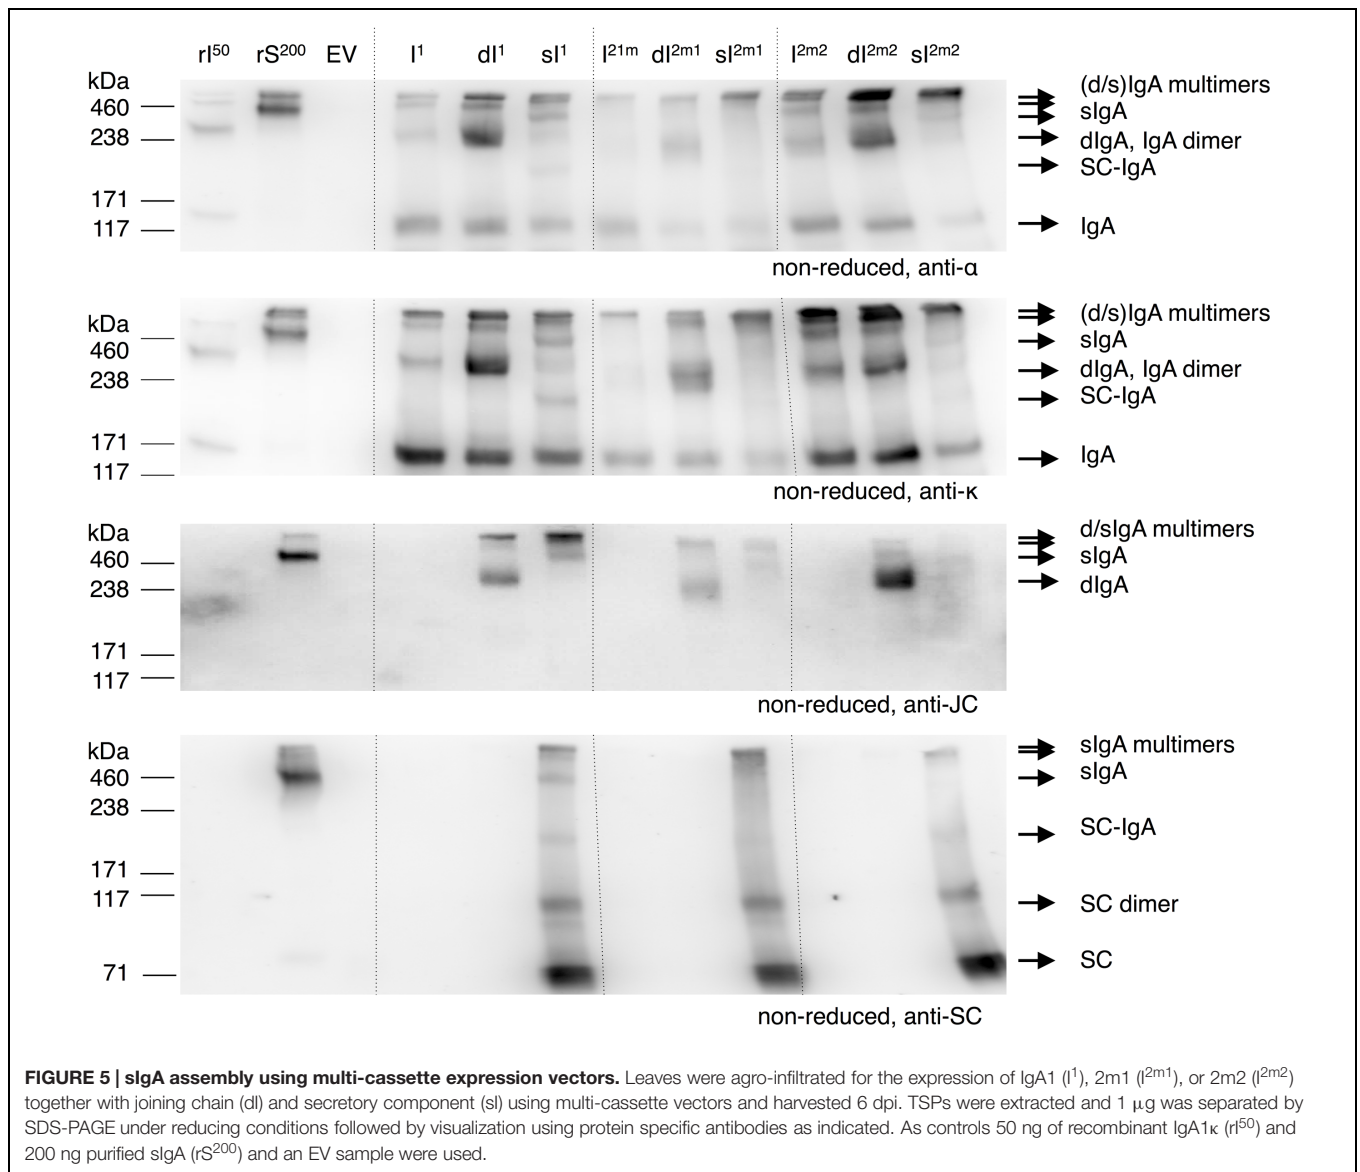 rI50 rS200 EV I1 dI1 sI1 I21m dI2m1 sI2m1 I2m2 dI2m2 sI2m2
kDa
460
238
171
117
(d/s)IgA multimers
sIgA
dIgA, IgA dimer
SC-IgA
IgA
non-reduced, anti-α
kDa
460
238
171
117
(d/s)IgA multimers
sIgA
dIgA, IgA dimer
SC-IgA
IgA
non-reduced, anti-κ
kDa
460
238
171
117
d/sIgA multimers
sIgA
dIgA
non-reduced, anti-JC
kDa
460
238
171
117
71
sIgA multimers
sIgA
SC-IgA
SC dimer
SC
non-reduced, anti-SC
FIGURE 5 | sIgA assembly using multi-cassette expression vectors. Leaves were agro-infiltrated for the expression of IgA1 (I1), 2m1 (I2m1), or 2m2 (I2m2)
together with joining chain (dI) and secretory component (sI) using multi-cassette vectors and harvested 6 dpi. TSPs were extracted and 1 μg was separated by
SDS-PAGE under reducing conditions followed by visualization using protein specific antibodies as indicated. As controls 50 ng of recombinant IgA1κ (rI50) and
200 ng purified sIgA (rS200) and an EV sample were used.